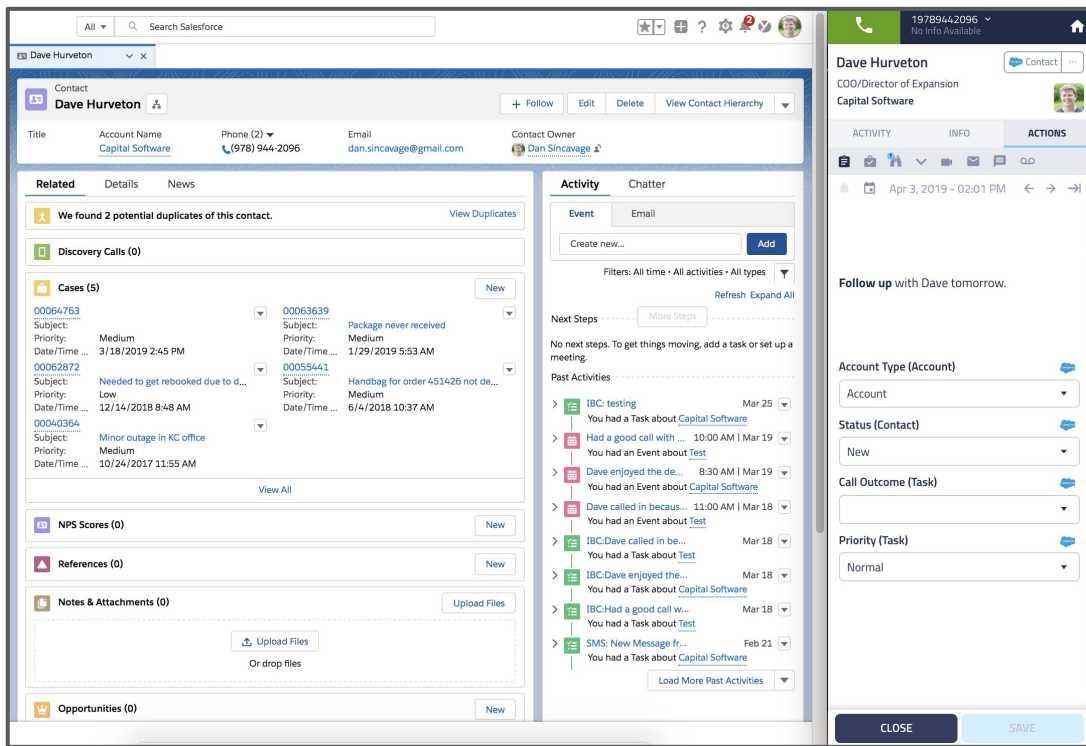 All
Search Salesforce
2
Dave Hurveton
Contact
Dave Hurveton
+ Follow
Edit
Delete
View Contact Hierarchy
Title
Account Name
Phone (2)
Email
Contact Owner
Capital Software
(978) 944-2096
dan.sincavage@gmail.com
Dan Sincavage
Related
Details
News
We found 2 potential duplicates of this contact.
View Duplicates
Discovery Calls (0)
Cases (5)
New
00064763
Subject:
Priority: Medium
Date/Time ... 3/18/2019 2:45 PM
00063639
Subject: Package never received
Priority: Medium
Date/Time ... 1/29/2019 5:53 AM
00062872
Subject: Needed to get rebooked due to d...
Priority: Low
Date/Time ... 12/14/2018 8:48 AM
00055441
Subject: Handbag for order 451426 not de...
Priority: Medium
Date/Time ... 6/4/2018 10:37 AM
00040364
Subject: Minor outage in KC office
Priority: Medium
Date/Time ... 10/24/2017 11:55 AM
View All
NPS Scores (0)
New
References (0)
New
Notes & Attachments (0)
Upload Files
Upload Files
Or drop files
Opportunities (0)
New
Activity
Chatter
Event
Email
Create new...
Add
Filters: All time • All activities • All types
Refresh Expand All
Next Steps
More Steps
No next steps. To get things moving, add a task or set up a
meeting.
Past Activities
IBC: testing Mar 25
You had a Task about Capital Software
Had a good call with ... 10:00 AM | Mar 19
You had an Event about Test
Dave enjoyed the de... 8:30 AM | Mar 19
You had an Event about Capital Software
Dave called in becaus... 11:00 AM | Mar 18
You had an Event about Test
IBC:Dave called in be... Mar 18
You had a Task about Test
IBC:Dave enjoyed the... Mar 18
You had a Task about Capital Software
IBC:Had a good call w... Mar 18
You had a Task about Test
SMS: New Message fr... Feb 21
You had a Task about Capital Software
Load More Past Activities
19789442096
No Info Available
Dave Hurveton
Contact
COO/Director of Expansion
Capital Software
ACTIVITY
INFO
ACTIONS
Apr 3, 2019 - 02:01 PM
Follow up with Dave tomorrow.
Account Type (Account)
Account
Status (Contact)
New
Call Outcome (Task)
Priority (Task)
Normal
CLOSE
SAVE